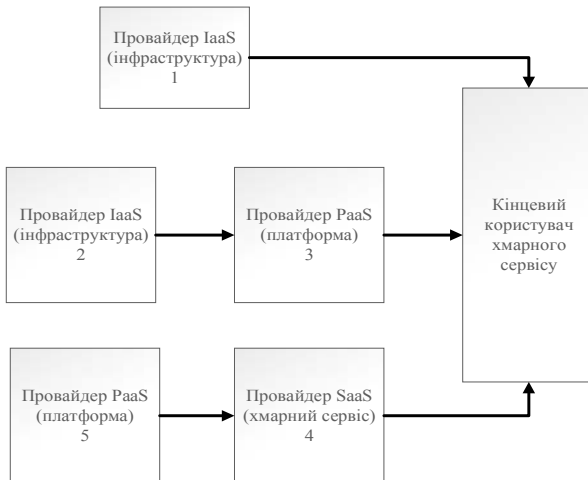 Провайдер IaaS
(інфраструктура)
1
Провайдер IaaS
(інфраструктура)
2
Провайдер PaaS
(платформа)
3
Кінцевий
користувач
хмарного
сервісу
Провайдер PaaS
(платформа)
5
Провайдер SaaS
(хмарний сервіс)
4